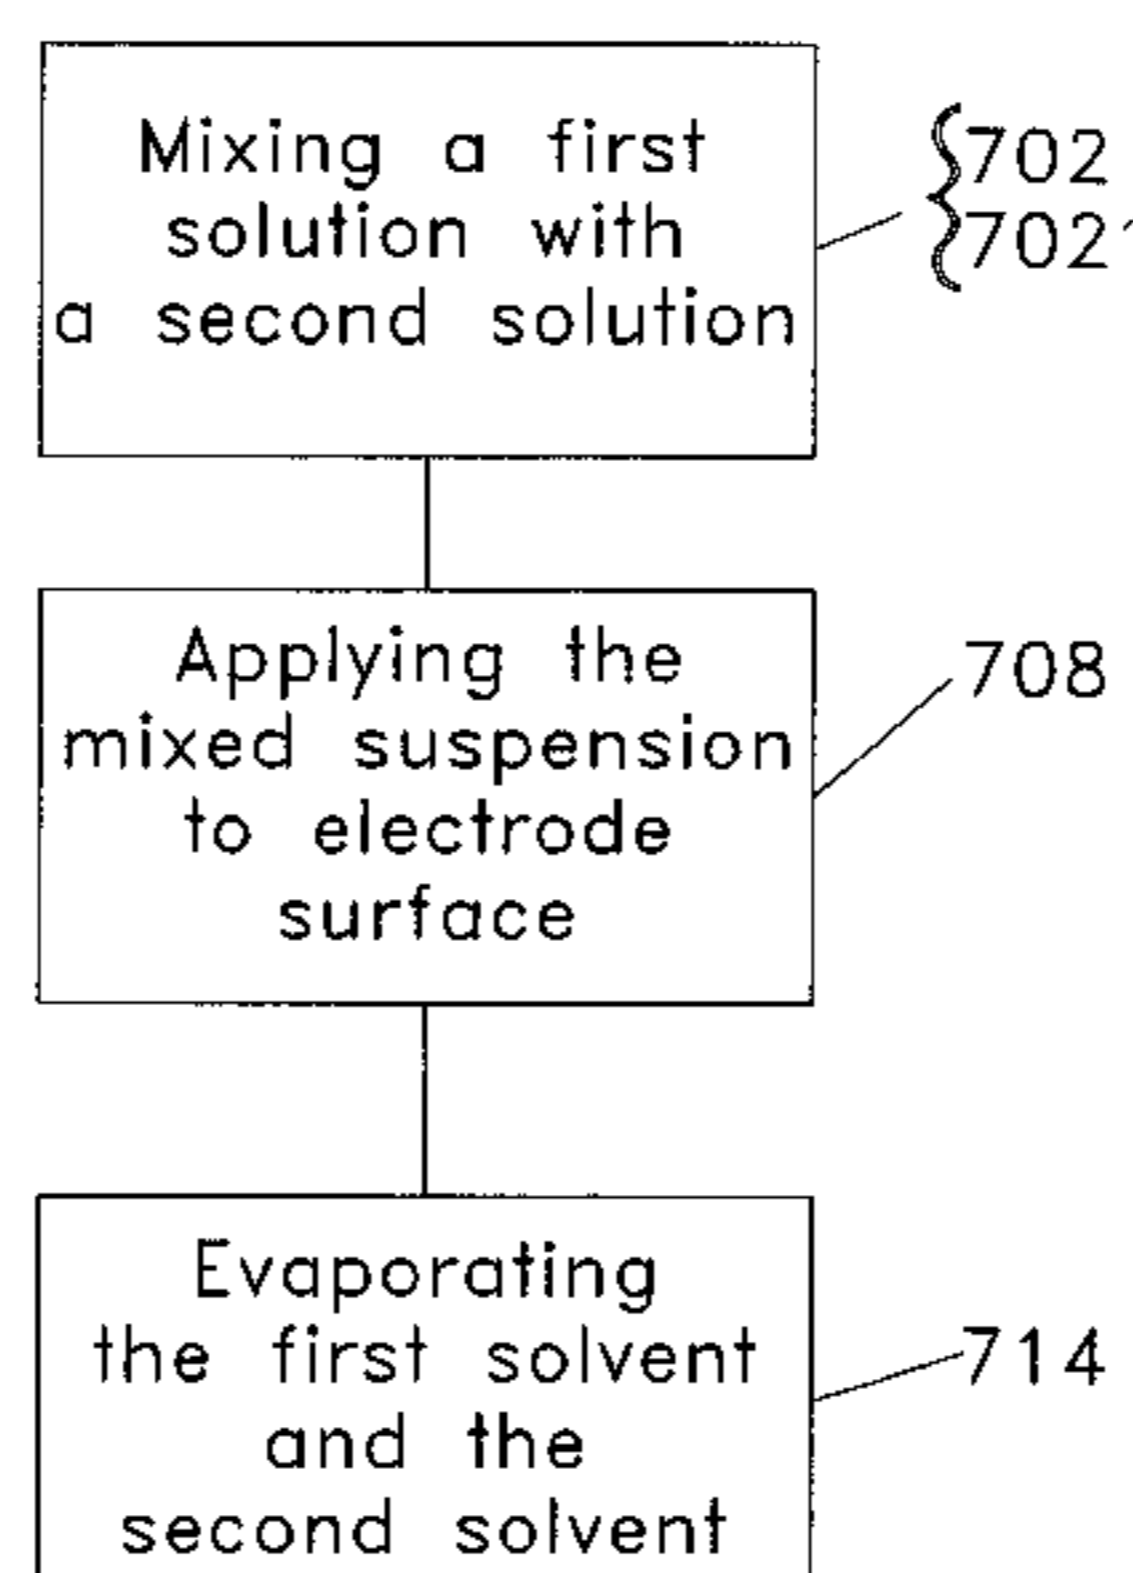 Mixing a first
solution with
a second solution
702
702'
Applying the
mixed suspension
to electrode
surface
708
Evaporating
the first solvent
and the
second solvent
714